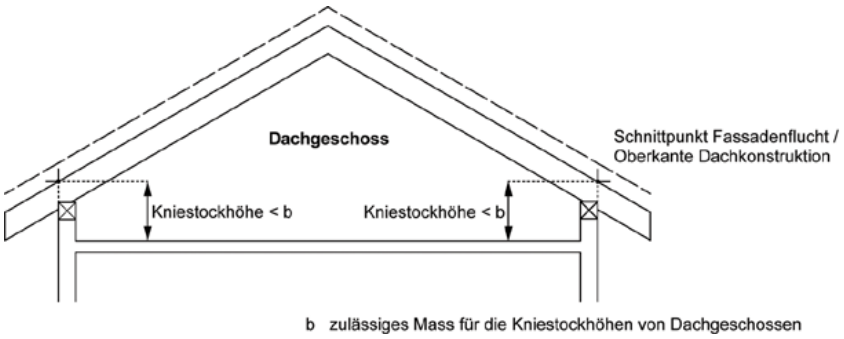 Dachgeschoss
Schnittpunkt Fassadenflucht /
Oberkante Dachkonstruktion
Kniestockhöhe < b
Kniestockhöhe < b
b zulässiges Mass für die Kniestockhöhen von Dachgeschossen